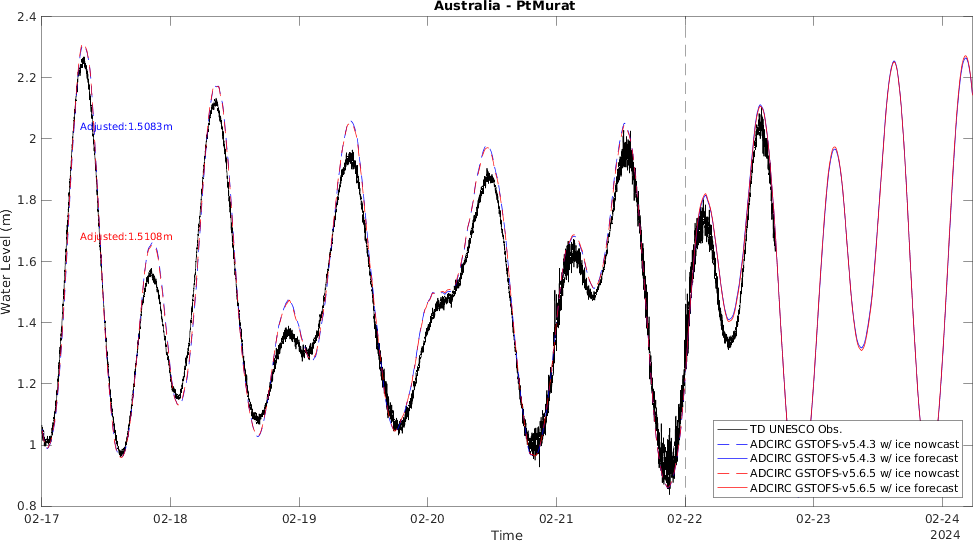 Australia - PtMurat
2.4
2.2
2
1.8
1.6
1.4
1.2
1
0.8
Water Level (m)
Adjusted:1.5083m
Adjusted:1.5108m
TD UNESCO Obs.
ADCIRC GSTOFS-v5.4.3 w/ ice nowcast
ADCIRC GSTOFS-v5.4.3 w/ ice forecast
ADCIRC GSTOFS-v5.6.5 w/ ice nowcast
ADCIRC GSTOFS-v5.6.5 w/ ice forecast
02-17 02-18 02-19 02-20 02-21 02-22 02-23 02-24
Time
2024